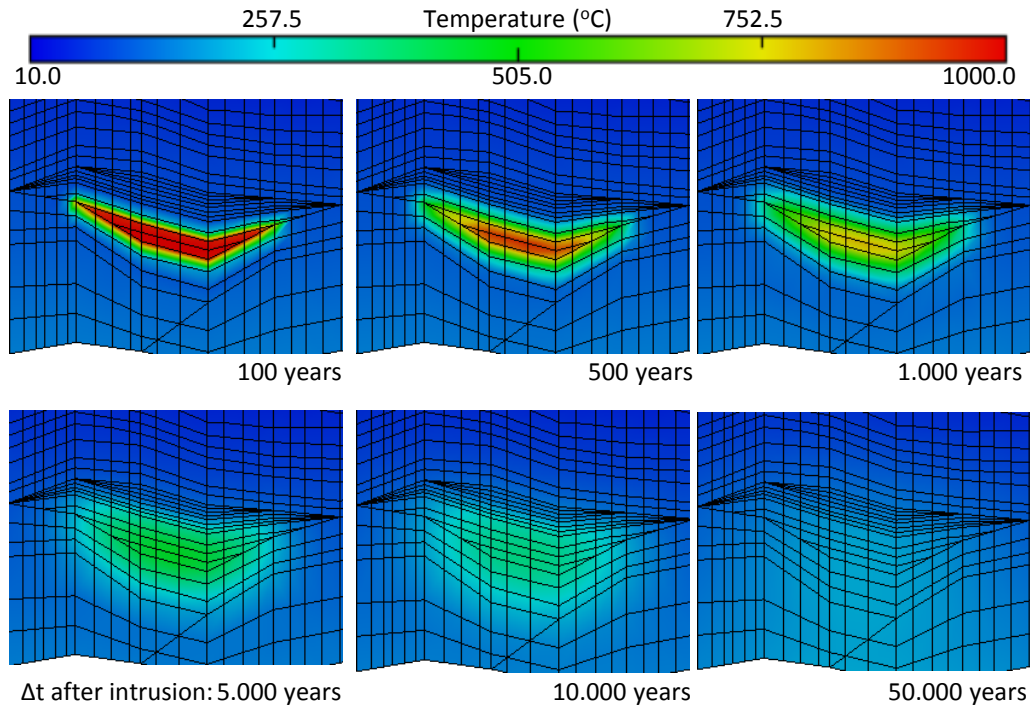 257.5 Temperature (oC) 752.5
10.0 505.0 1000.0
100 years 500 years 1.000 years
Δt after intrusion: 5.000 years 10.000 years 50.000 years